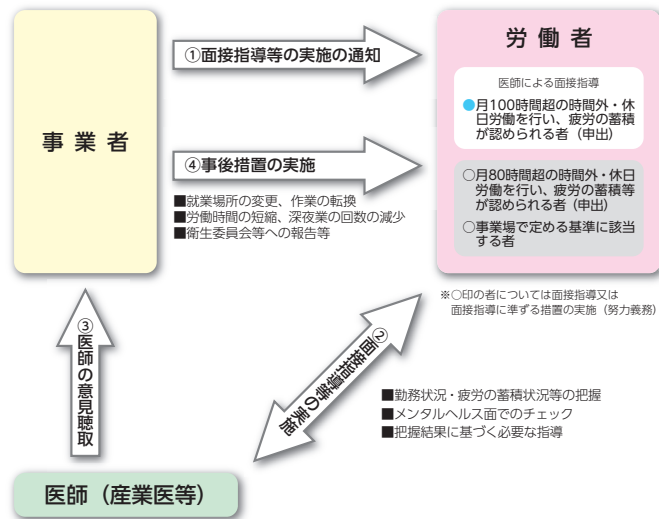 事業者
①面接指導等の実施の通知
④事後措置の実施
■就業場所の変更、作業の転換
■労働時間の短縮、深夜業の回数の減少
■衛生委員会等への報告等
労働者
医師による面接指導
●月100時間超の時間外・休
日労働を行い、疲労の蓄積
が認められる者（申出）
○月80時間超の時間外・休日
労働を行い、疲労の蓄積等
が認められる者（申出）
○事業場で定める基準に該当
する者
※○印の者については面接指導又は
面接指導に準ずる措置の実施（努力義務）
③医師の意見聴取
②面接指導等の実施
■勤務状況・疲労の蓄積状況等の把握
■メンタルヘルス面でのチェック
■把握結果に基づく必要な指導
医師（産業医等）